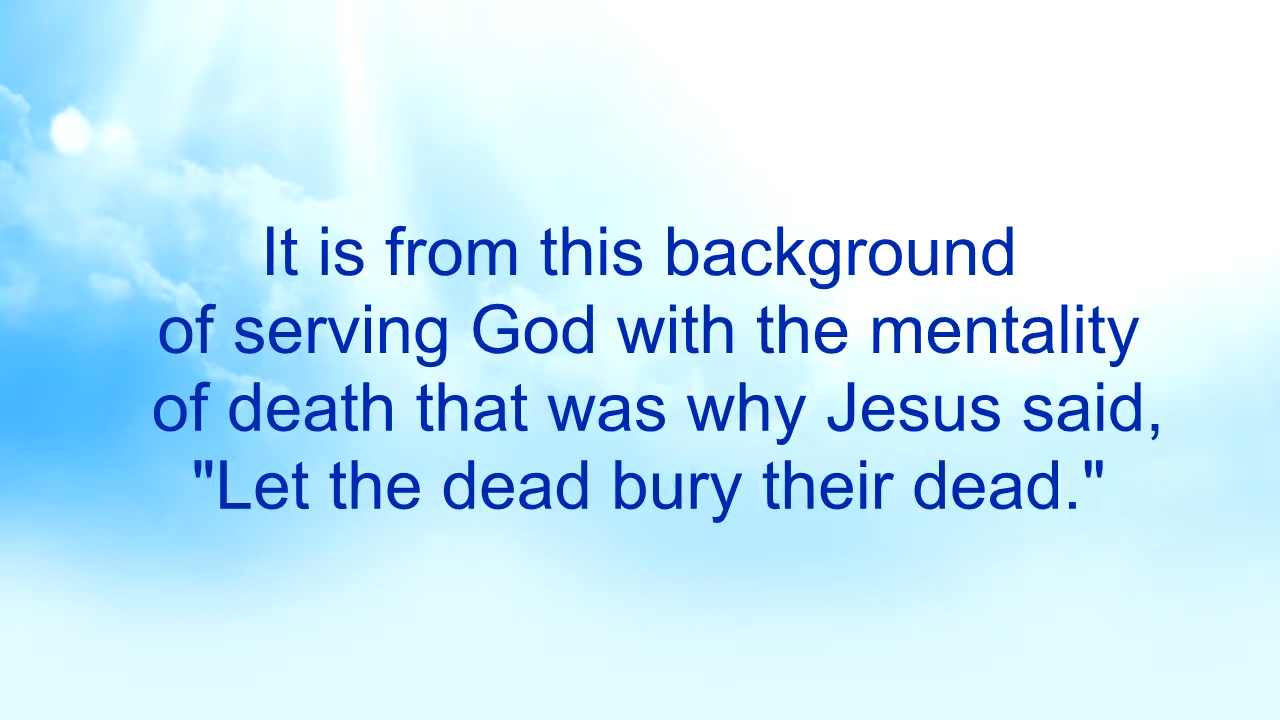 It is from this background
of serving God with the mentality
of death that was why Jesus said,
"Let the dead bury their dead."